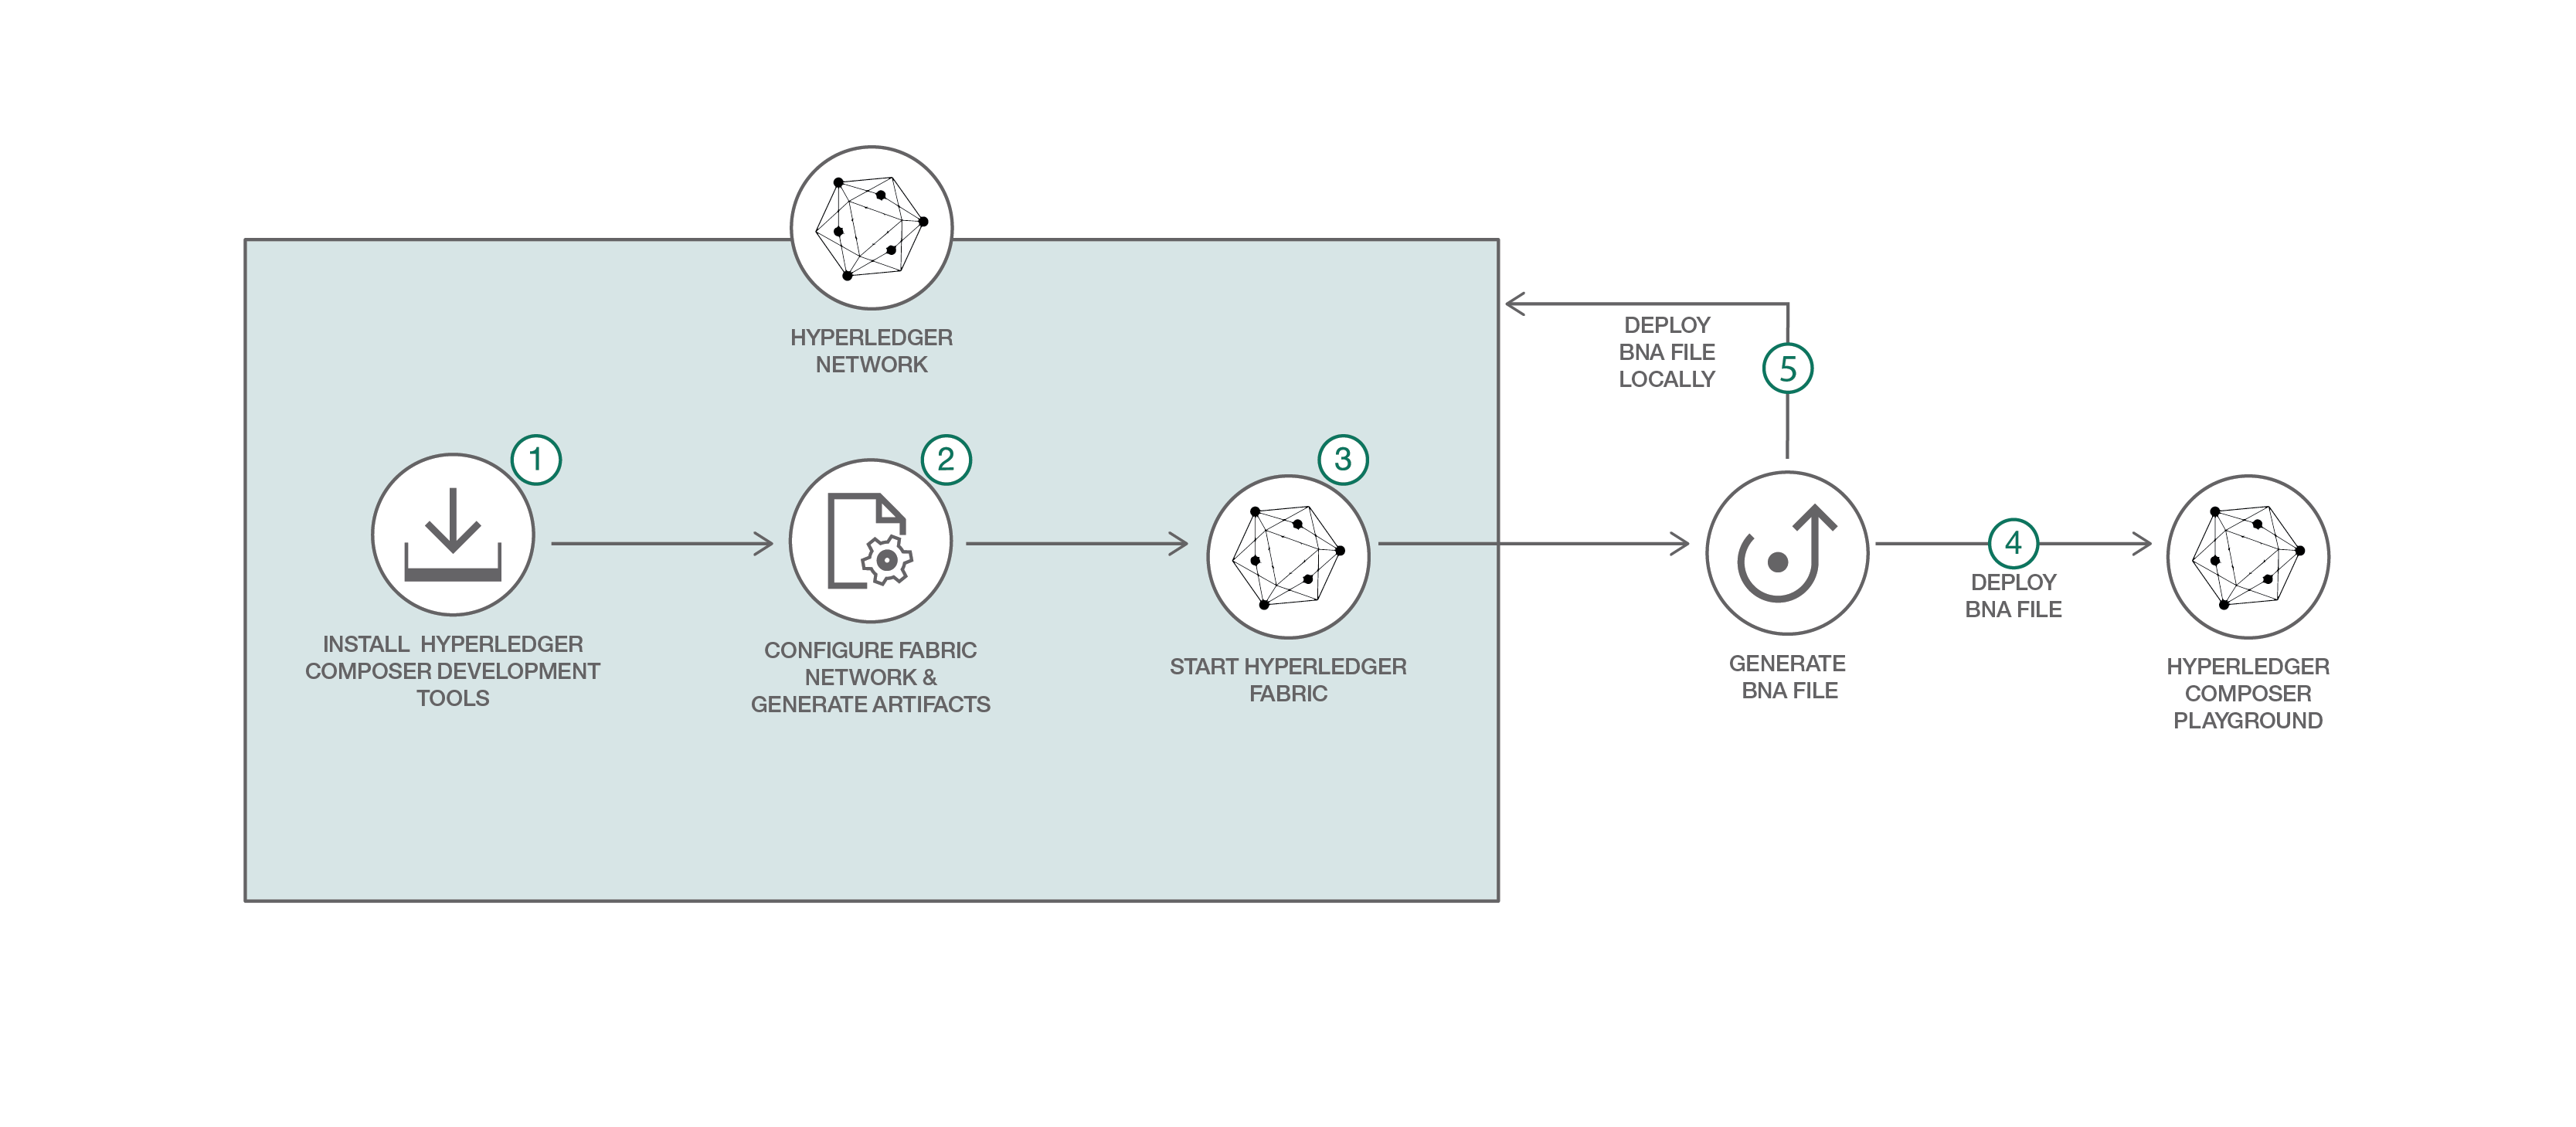 HYPERLEDGER
NETWORK
1
INSTALL HYPERLEDGER
COMPOSER DEVELOPMENT
TOOLS
2
CONFIGURE FABRIC
NETWORK &
GENERATE ARTIFACTS
3
START HYPERLEDGER
FABRIC
DEPLOY
BNA FILE
LOCALLY
5
GENERATE
BNA FILE
4
DEPLOY
BNA FILE
HYPERLEDGER
COMPOSER
PLAYGROUND